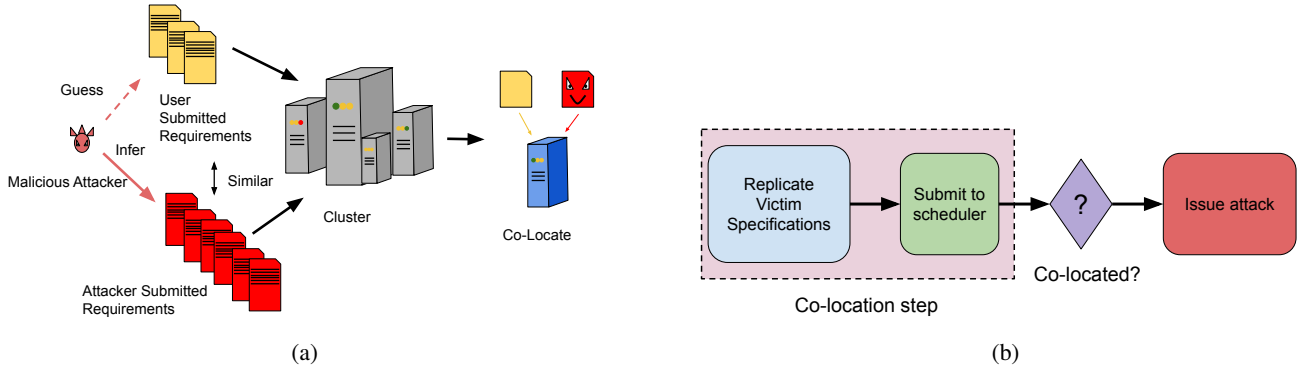 Guess
User
Submitted
Requirements
Infer
Malicious Attacker
Similar
Cluster
Co-Locate
Attacker Submitted
Requirements
(a)
Replicate
Victim
Specifications
Submit to
scheduler
?
Issue attack
Co-located?
Co-location step
(b)